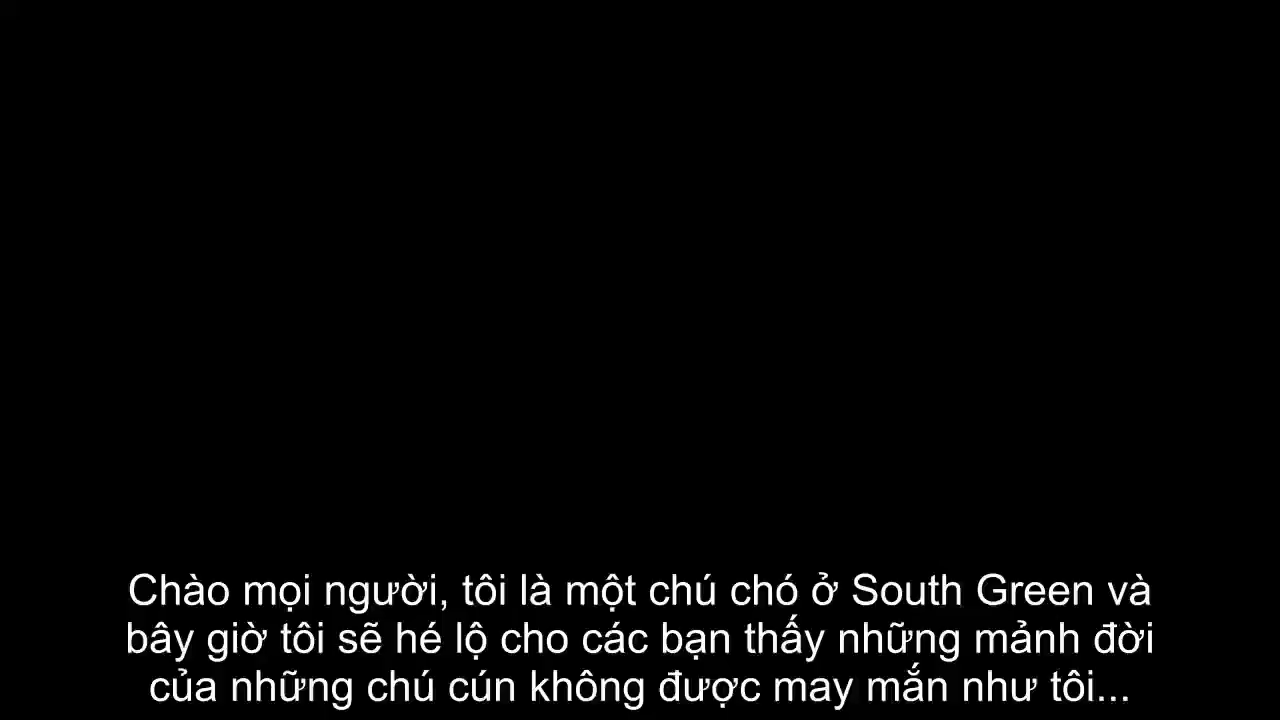 Chào mọi người, tôi là một chú chó ở South Green và
bây giờ tôi sẽ hé lộ cho các bạn thấy những mảnh đời
của những chú cún không được may mắn như tôi...